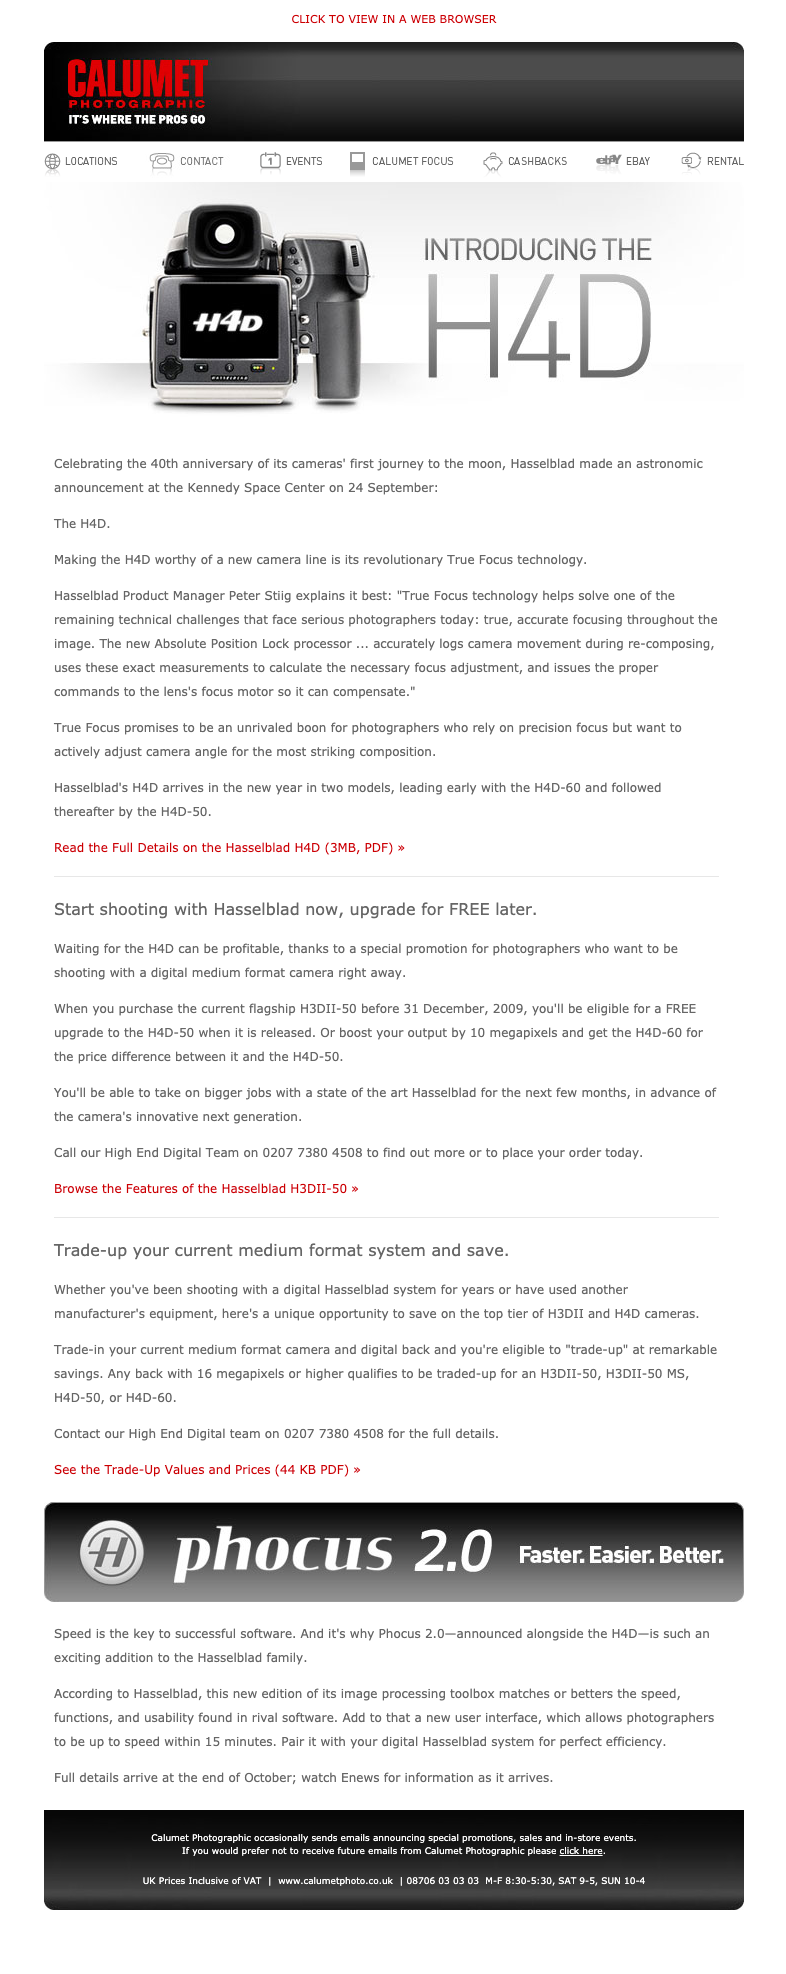 CLICK TO VIEW IN A WEB BROWSER
CALUMET
PHOTOGRAPHIC
IT'S WHERE THE PROS GO
LOCATIONS CONTACT 1 EVENTS CALUMET FOCUS CASHBACKS ebay EBAY RENTAL
INTRODUCING THE
H4D
H4D
HASSELBLAD
Celebrating the 40th anniversary of its cameras' first journey to the moon, Hasselblad made an astronomic
announcement at the Kennedy Space Center on 24 September:
The H4D.
Making the H4D worthy of a new camera line is its revolutionary True Focus technology.
Hasselblad Product Manager Peter Stiig explains it best: "True Focus technology helps solve one of the
remaining technical challenges that face serious photographers today: true, accurate focusing throughout the
image. The new Absolute Position Lock processor ... accurately logs camera movement during re-composing,
uses these exact measurements to calculate the necessary focus adjustment, and issues the proper
commands to the lens's focus motor so it can compensate."
True Focus promises to be an unrivaled boon for photographers who rely on precision focus but want to
actively adjust camera angle for the most striking composition.
Hasselblad's H4D arrives in the new year in two models, leading early with the H4D-60 and followed
thereafter by the H4D-50.
Read the Full Details on the Hasselblad H4D (3MB, PDF) »
Start shooting with Hasselblad now, upgrade for FREE later.
Waiting for the H4D can be profitable, thanks to a special promotion for photographers who want to be
shooting with a digital medium format camera right away.
When you purchase the current flagship H3DII-50 before 31 December, 2009, you'll be eligible for a FREE
upgrade to the H4D-50 when it is released. Or boost your output by 10 megapixels and get the H4D-60 for
the price difference between it and the H4D-50.
You'll be able to take on bigger jobs with a state of the art Hasselblad for the next few months, in advance of
the camera's innovative next generation.
Call our High End Digital Team on 0207 7380 4508 to find out more or to place your order today.
Browse the Features of the Hasselblad H3DII-50 »
Trade-up your current medium format system and save.
Whether you've been shooting with a digital Hasselblad system for years or have used another
manufacturer's equipment, here's a unique opportunity to save on the top tier of H3DII and H4D cameras.
Trade-in your current medium format camera and digital back and you're eligible to "trade-up" at remarkable
savings. Any back with 16 megapixels or higher qualifies to be traded-up for an H3DII-50, H3DII-50 MS,
H4D-50, or H4D-60.
Contact our High End Digital team on 0207 7380 4508 for the full details.
See the Trade-Up Values and Prices (44 KB PDF) »
H phocus 2.0 Faster. Easier. Better.
Speed is the key to successful software. And it's why Phocus 2.0—announced alongside the H4D—is such an
exciting addition to the Hasselblad family.
According to Hasselblad, this new edition of its image processing toolbox matches or betters the speed,
functions, and usability found in rival software. Add to that a new user interface, which allows photographers
to be up to speed within 15 minutes. Pair it with your digital Hasselblad system for perfect efficiency.
Full details arrive at the end of October; watch Enews for information as it arrives.
Calumet Photographic occasionally sends emails announcing special promotions, sales and in-store events.
If you would prefer not to receive future emails from Calumet Photographic please click here.
UK Prices Inclusive of VAT | www.calumetphoto.co.uk | 08706 03 03 03 M-F 8:30-5:30, SAT 9-5, SUN 10-4